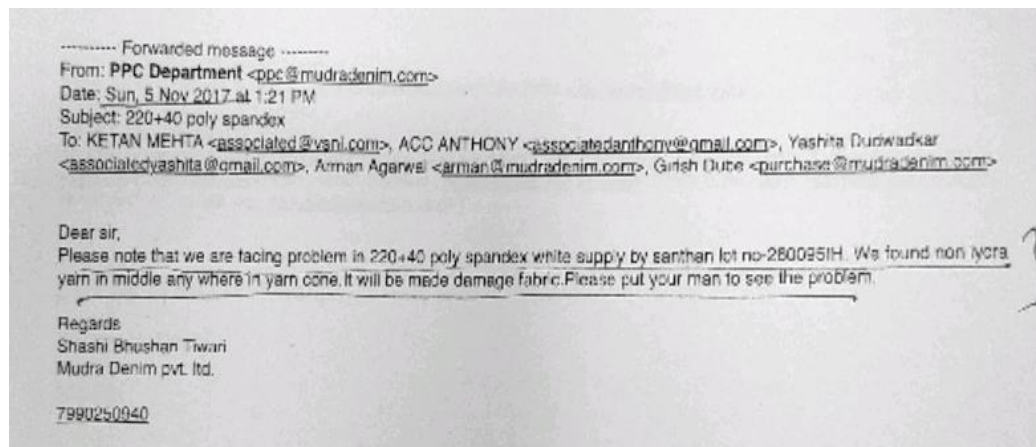 ---------- Forwarded message ---------
From: PPC Department <ppc@mudradenim.com>
Date: Sun, 5 Nov 2017 at 1:21 PM
Subject: 220+40 poly spandex
To: KETAN MEHTA <associated@vsnl.com>, ACC ANTHONY <associatedanthony@gmail.com>, Yashita Duriwadkar
<associatedyashita@gmail.com>, Arman Agarwal <arman@mudradenim.com>, Girish Dube <purchase@mudradenim.com>
Dear sir,
Please note that we are facing problem in 220+40 poly spandex white supply by santhan lot no-280095IH. We found non lycra
yarn in middle any where in yarn cone.It will be made damage fabric.Please put your man to see the problem.
Regards
Shashi Bhushan Tiwari
Mudra Denim pvt. ltd.
7990250940